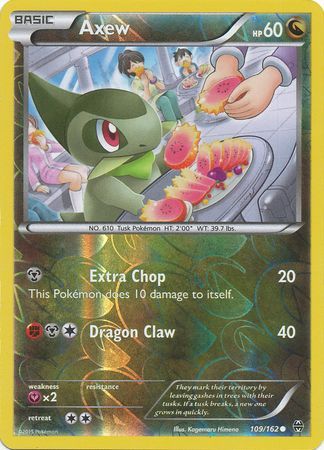 BASIC
Axew
HP 60
NO. 610 Tusk Pokémon HT: 2'00" WT: 39.7 lbs.
Extra Chop 20
This Pokémon does 10 damage to itself.
Dragon Claw 40
weakness
×2
resistance
retreat
They mark their territory by
leaving gashes in trees with their
tusks. If a tusk breaks, a new one
grows in quickly.
©2015 Pokémon
Illus. Kagemaru Himeno
109/162